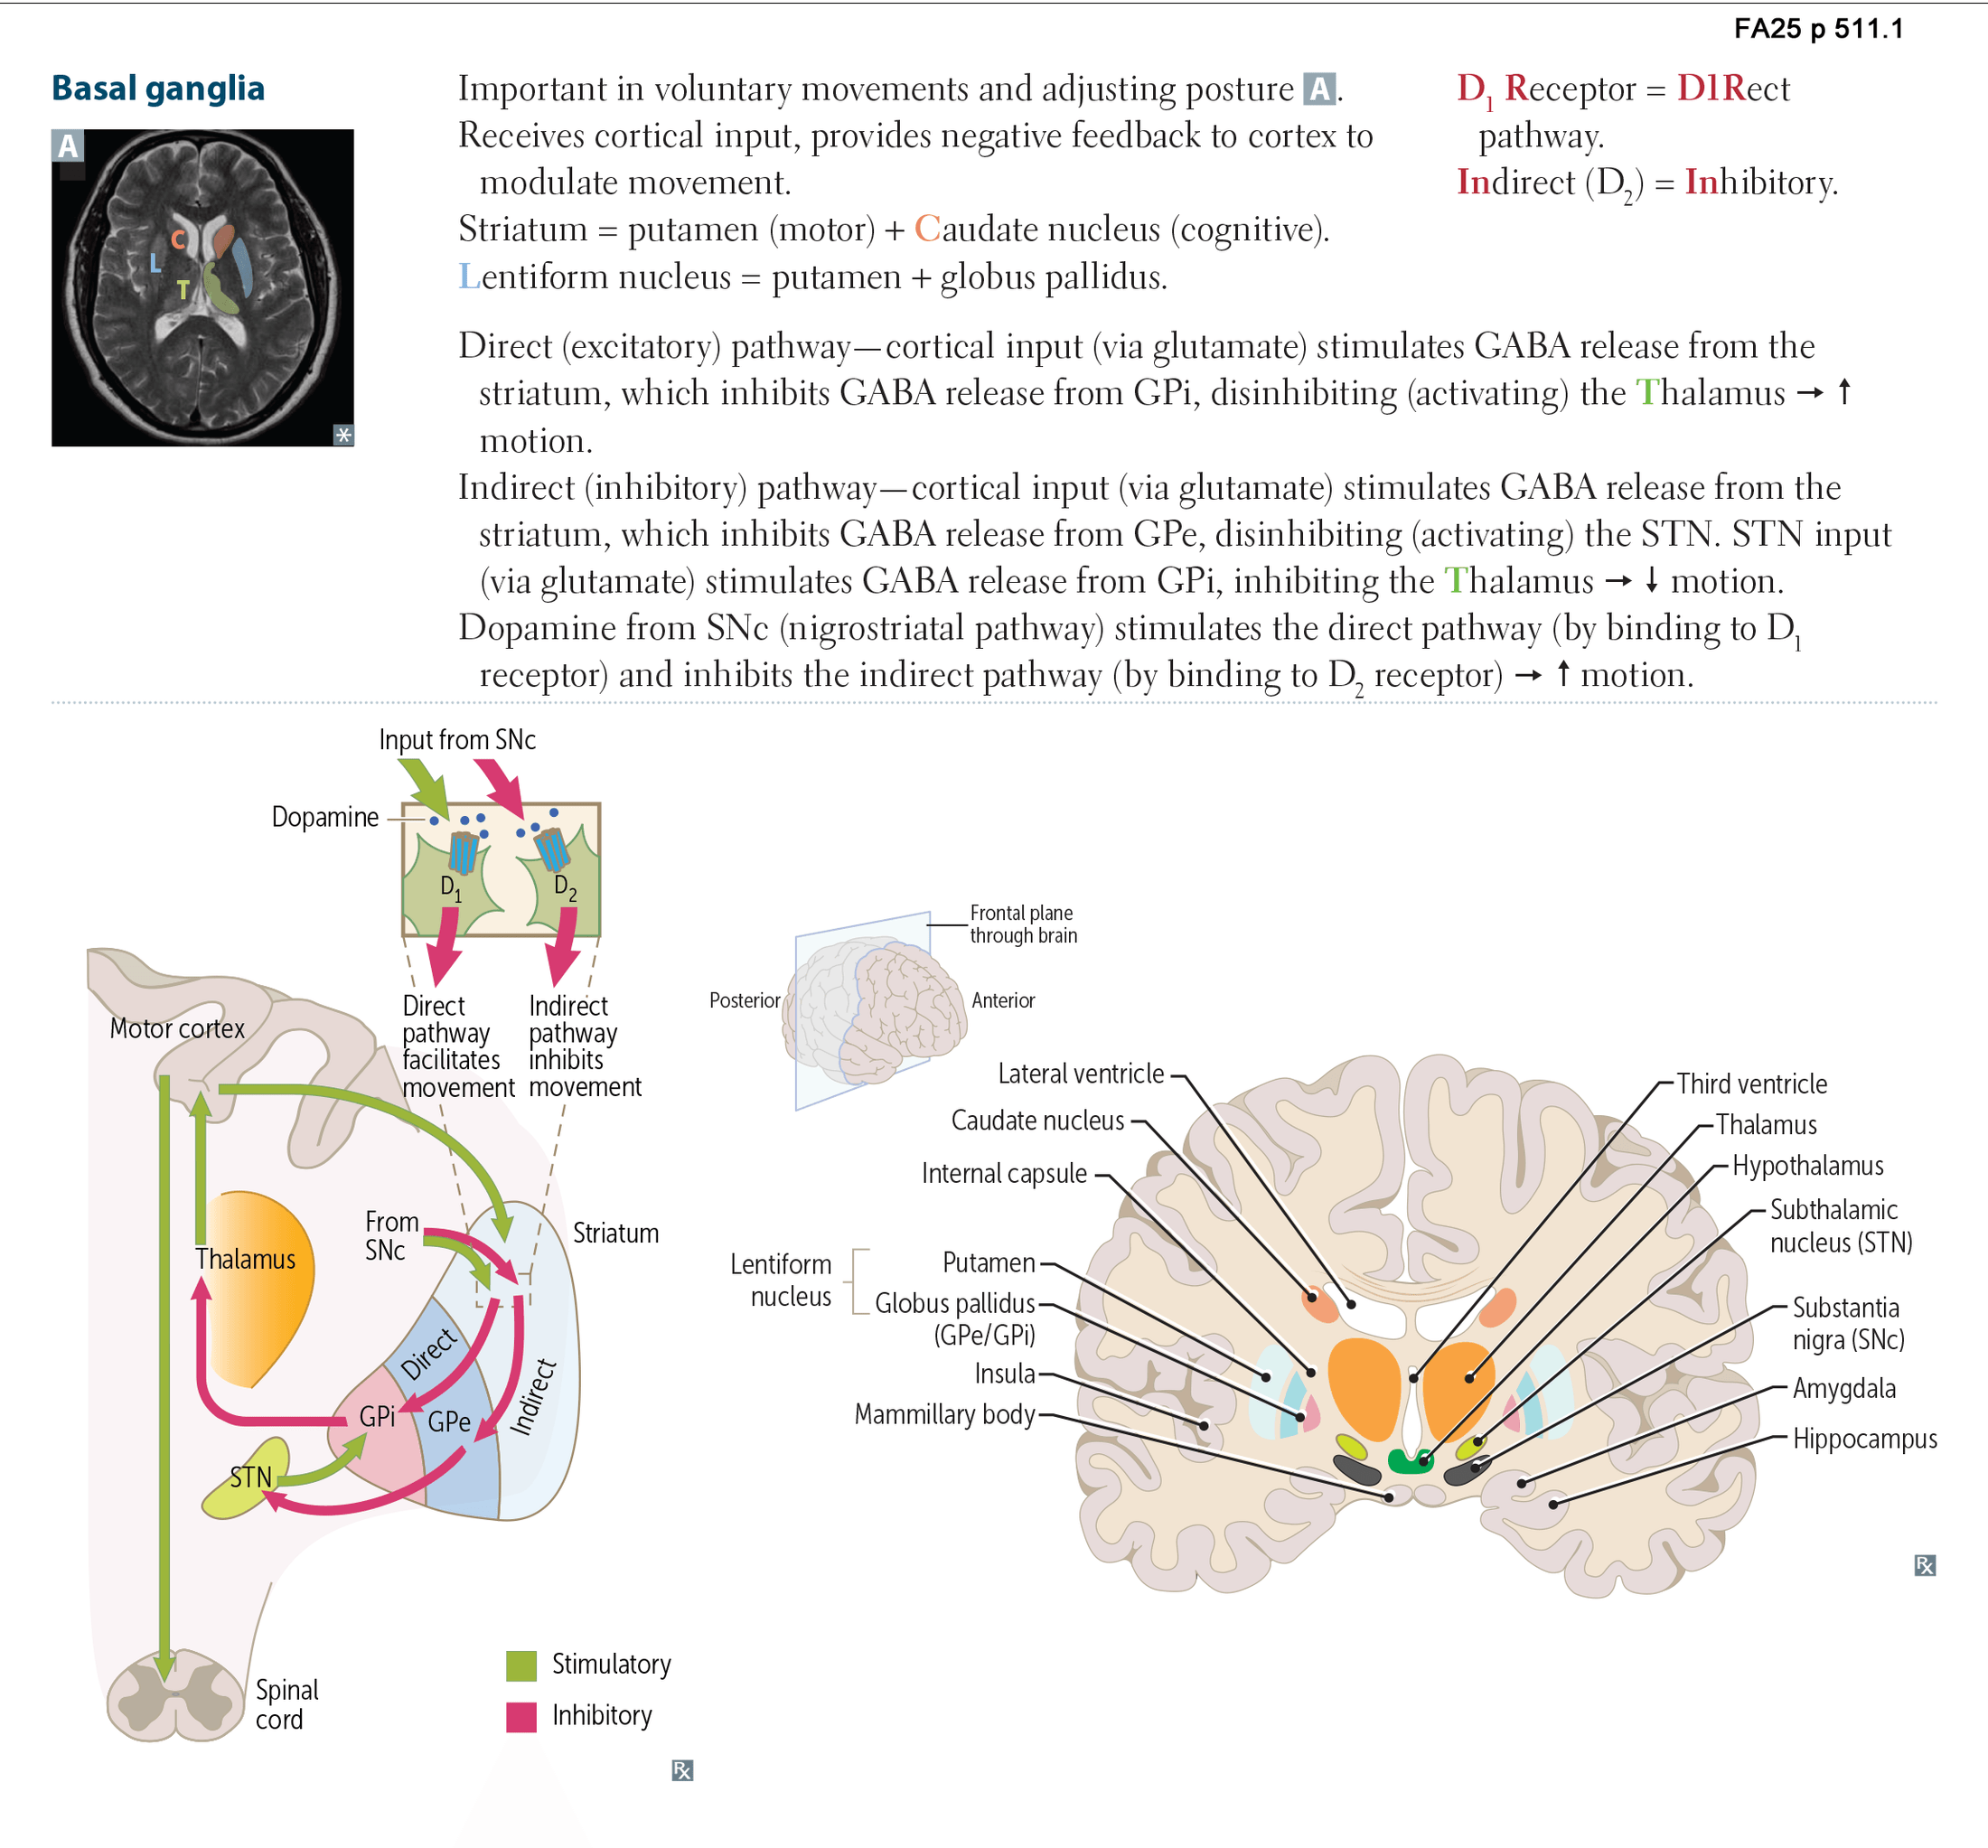 FA25 p 511.1
Basal ganglia
A
C
L
T
*
Important in voluntary movements and adjusting posture A.
Receives cortical input, provides negative feedback to cortex to
modulate movement.
Striatum = putamen (motor) + Caudate nucleus (cognitive).
Lentiform nucleus = putamen + globus pallidus.
D₁ Receptor = D1Rect
pathway.
Indirect (D₂) = Inhibitory.
Direct (excitatory) pathway—cortical input (via glutamate) stimulates GABA release from the
striatum, which inhibits GABA release from GPi, disinhibiting (activating) the Thalamus → ↑
motion.
Indirect (inhibitory) pathway—cortical input (via glutamate) stimulates GABA release from the
striatum, which inhibits GABA release from GPe, disinhibiting (activating) the STN. STN input
(via glutamate) stimulates GABA release from GPi, inhibiting the Thalamus → ↓ motion.
Dopamine from SNc (nigrostriatal pathway) stimulates the direct pathway (by binding to D₁
receptor) and inhibits the indirect pathway (by binding to D₂ receptor) → ↑ motion.
Input from SNc
Dopamine
D₁
D₂
Direct
pathway
facilitates
movement
Indirect
pathway
inhibits
movement
Motor cortex
Thalamus
From
SNc
Striatum
Direct
Indirect
GPi
GPe
STN
Spinal
cord
Stimulatory
Inhibitory
Rx
Frontal plane
through brain
Posterior
Anterior
Lateral ventricle
Caudate nucleus
Internal capsule
Lentiform
nucleus
Putamen
Globus pallidus
(GPe/GPi)
Insula
Mammillary body
Third ventricle
Thalamus
Hypothalamus
Subthalamic
nucleus (STN)
Substantia
nigra (SNc)
Amygdala
Hippocampus
Rx